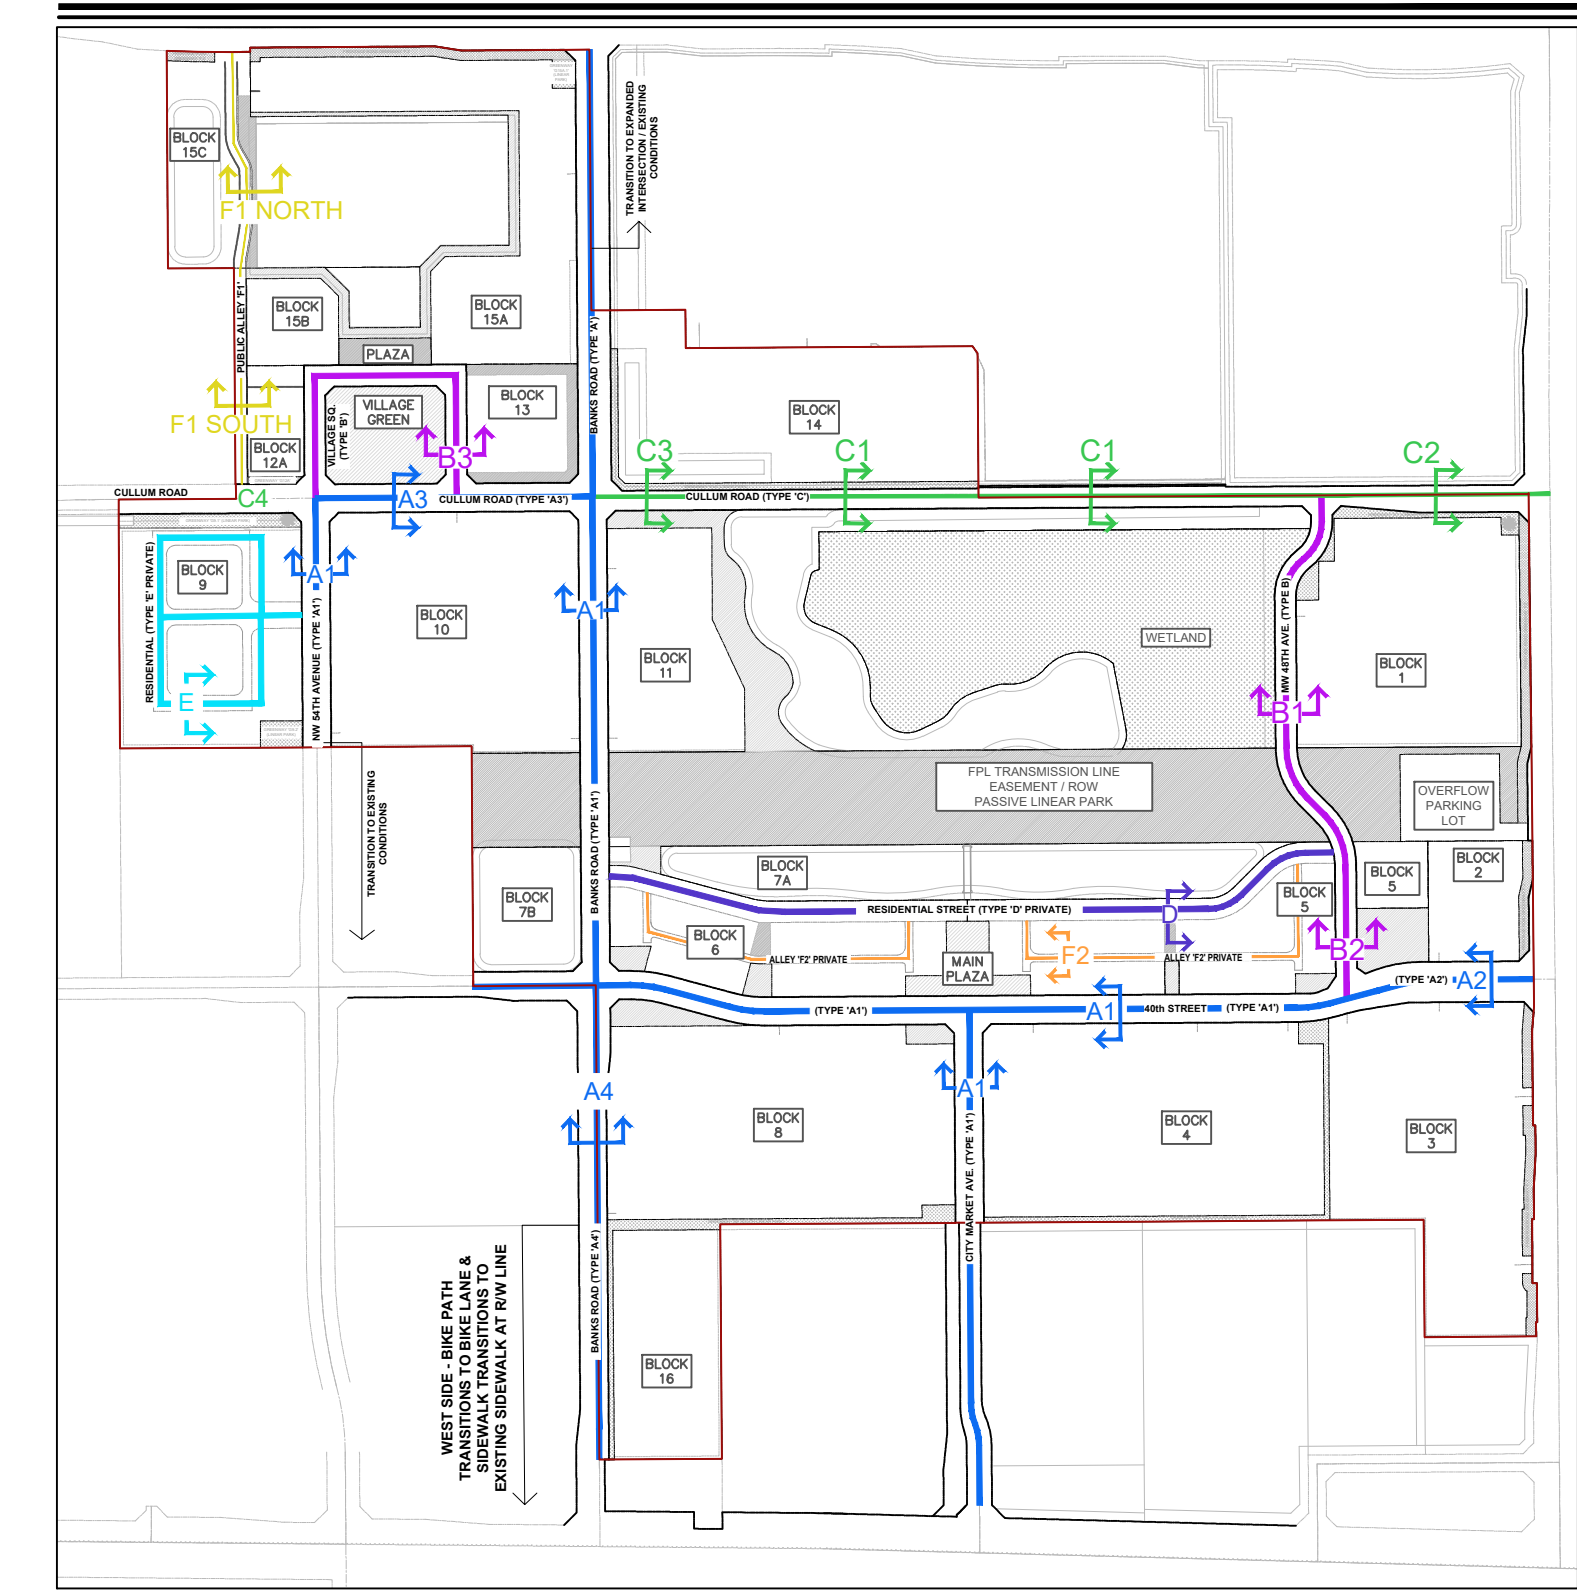 TRANSITION TO EXPANDED
INTERSECTION / EXISTING
CONDITIONS
BLOCK
15C
F1 NORTH
PUBLIC ALLEY 'F1'
BLOCK
15B
BLOCK
15A
PLAZA
BANKS ROAD (TYPE 'A')
F1 SOUTH
VILLAGE SQ.
(TYPE 'B')
VILLAGE
GREEN
BLOCK
13
BLOCK
14
BLOCK
12A
B3
C3
C1
C1
C2
CULLUM ROAD
C4
A3
CULLUM ROAD (TYPE 'A3')
CULLUM ROAD (TYPE 'C')
RESIDENTIAL (TYPE 'E' PRIVATE)
BLOCK
9
A1
NW 54TH AVENUE (TYPE 'A1')
BLOCK
10
A1
BLOCK
11
WETLAND
MW 48TH AVE. (TYPE B)
BLOCK
1
E
B1
FPL TRANSMISSION LINE
EASEMENT / ROW
PASSIVE LINEAR PARK
OVERFLOW
PARKING
LOT
TRANSITION TO EXISTING
CONDITIONS
BANKS ROAD (TYPE 'A1')
BLOCK
7B
BLOCK
7A
BLOCK
5
BLOCK
5
BLOCK
2
RESIDENTIAL STREET (TYPE 'D' PRIVATE)
D
BLOCK
6
ALLEY 'F2' PRIVATE
MAIN
PLAZA
F2
ALLEY 'F2' PRIVATE
B2
(TYPE 'A2')
A2
(TYPE 'A1')
A1
40th STREET
(TYPE 'A1')
A4
A1
BLOCK
8
BLOCK
4
BLOCK
3
CITY MARKET AVE. (TYPE 'A1')
BANKS ROAD (TYPE 'A4')
WEST SIDE - BIKE PATH
TRANSITIONS TO BIKE LANE &
SIDEWALK TRANSITIONS TO
EXISTING SIDEWALK AT R/W LINE
BLOCK
16